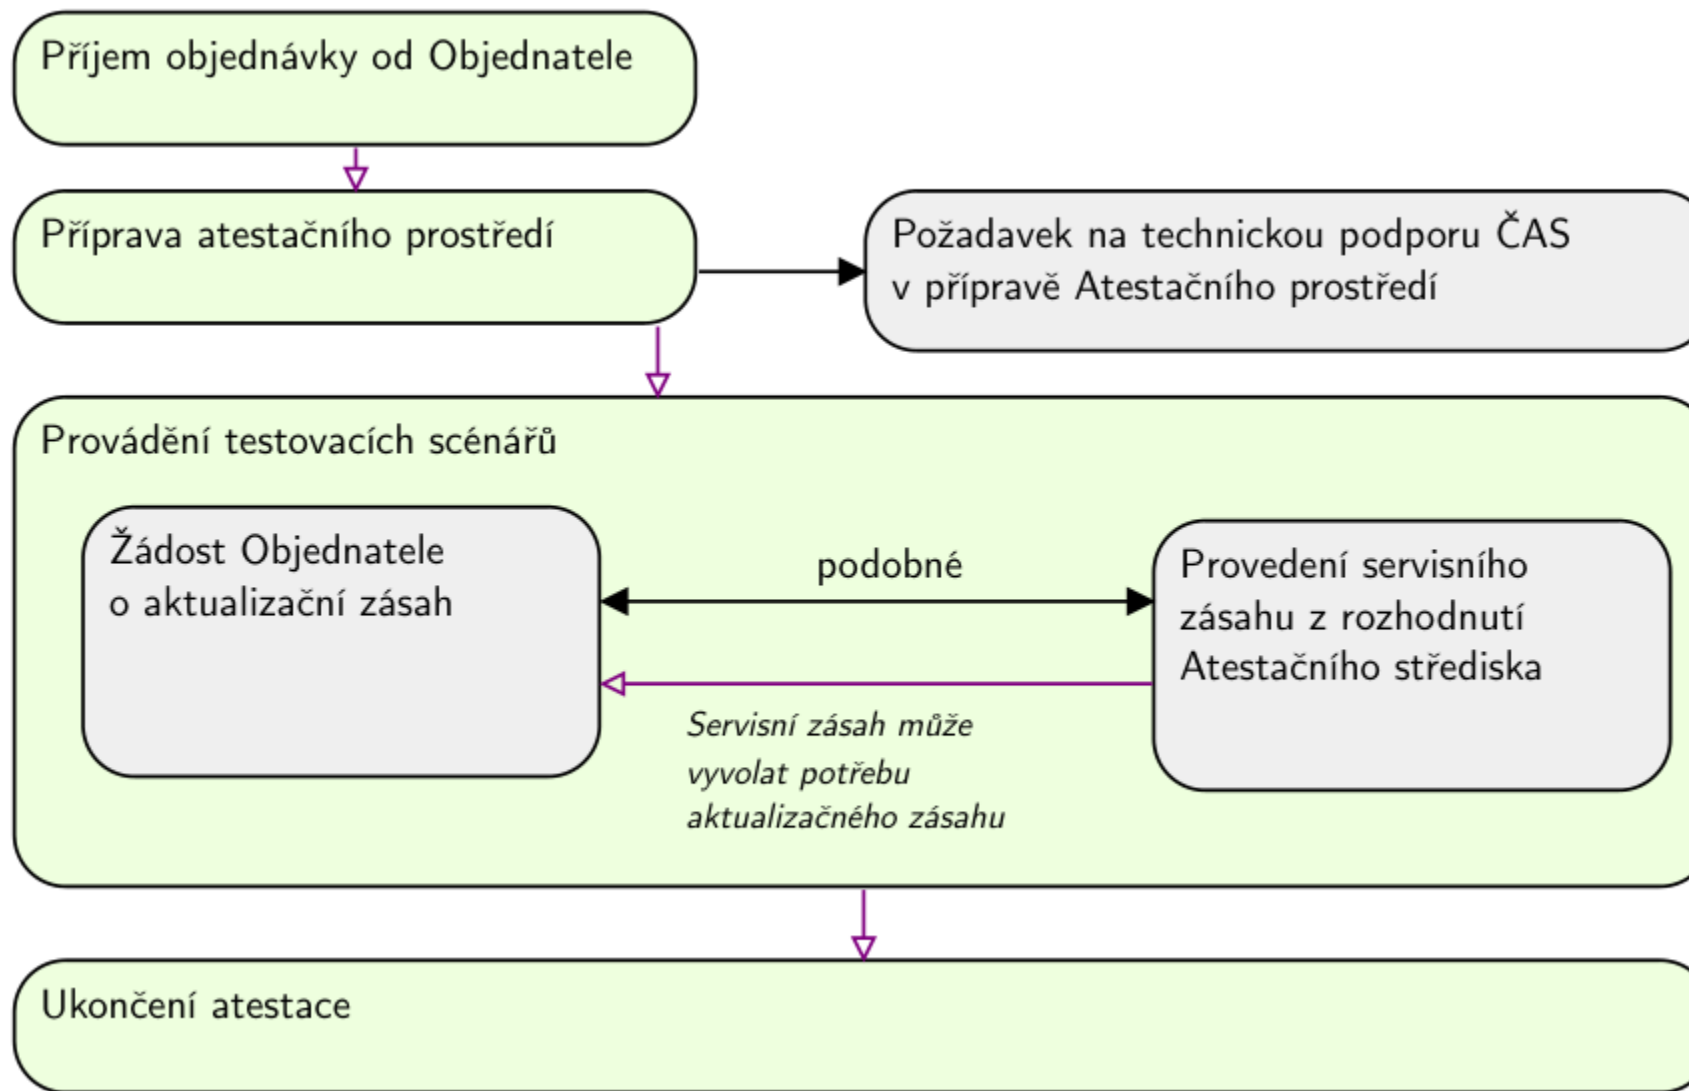 Příjem objednávky od Objednatele
Příprava atestačního prostředí
Požadavek na technickou podporu ČAS
v přípravě Atestačního prostředí
Provádění testovacích scénářů
Žádost Objednatele
o aktualizační zásah
podobné
Provedení servisního
zásahu z rozhodnutí
Atestačního střediska
Servisní zásah může
vyvolat potřebu
aktualizačného zásahu
Ukončení atestace